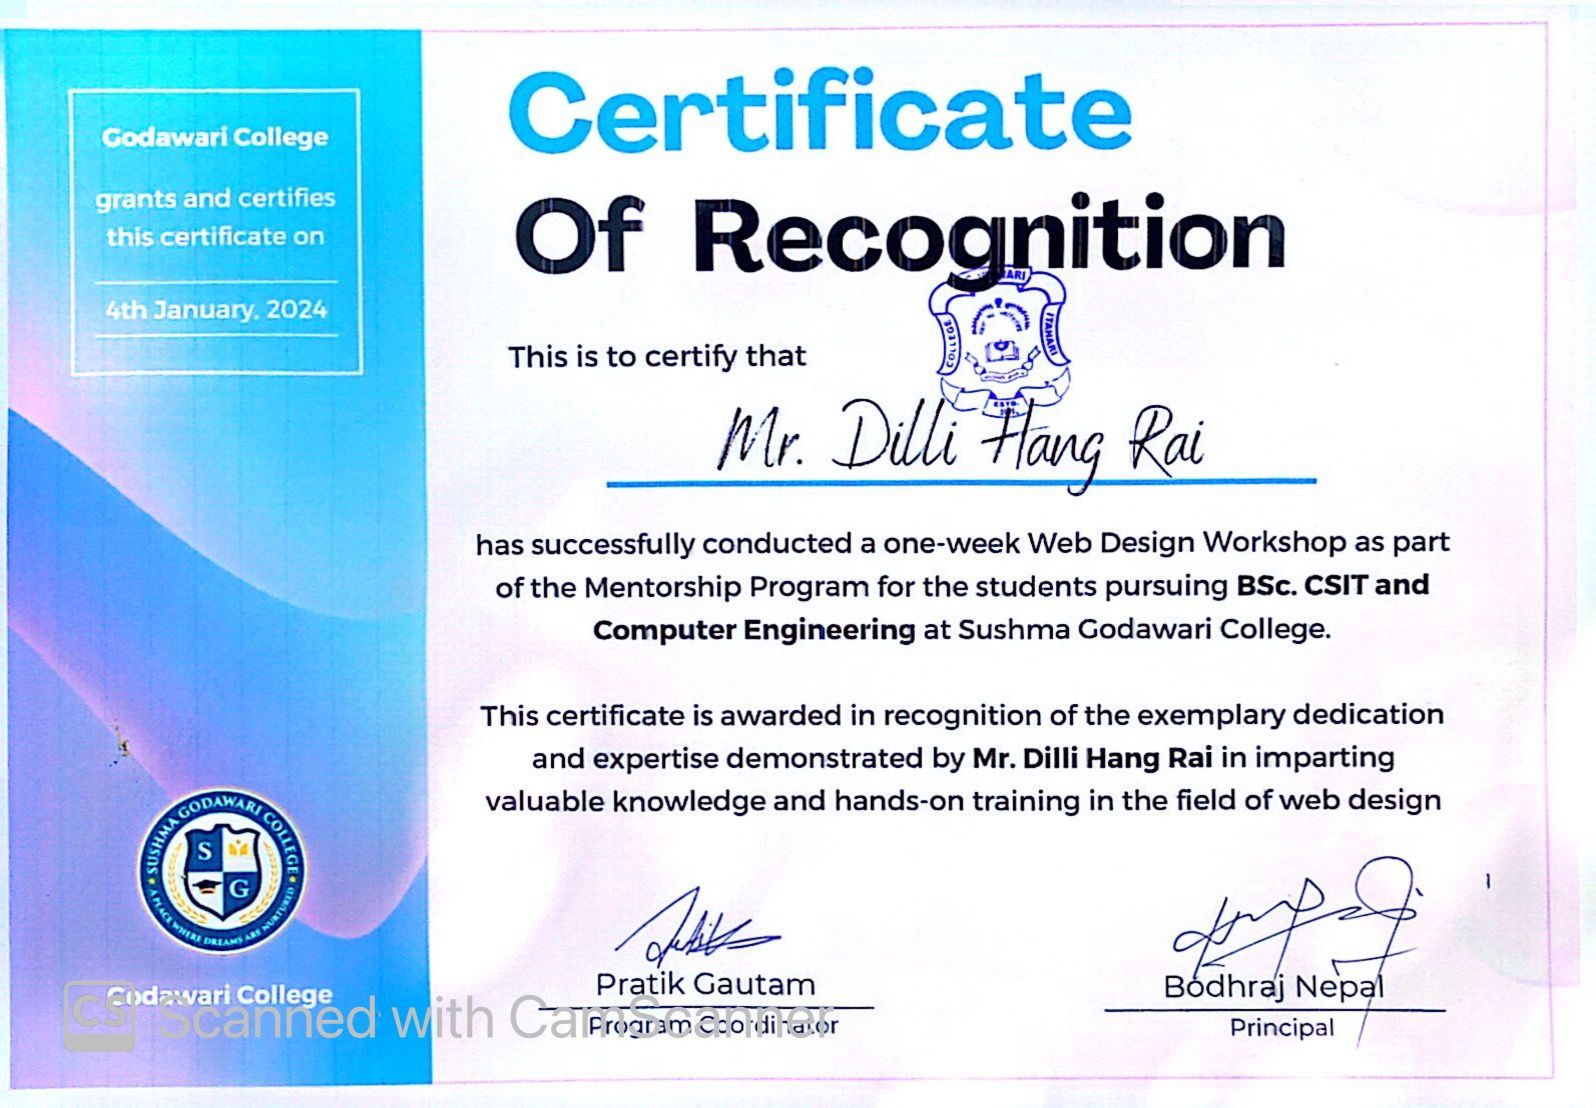 Godawari College
grants and certifies
this certificate on
4th January, 2024
Certificate
Of Recognition
COLLEGE
ITAHARI
ESTD.
This is to certify that
Mr. Dilli Hang Rai
has successfully conducted a one-week Web Design Workshop as part
of the Mentorship Program for the students pursuing BSc. CSIT and
Computer Engineering at Sushma Godawari College.
This certificate is awarded in recognition of the exemplary dedication
and expertise demonstrated by Mr. Dilli Hang Rai in imparting
valuable knowledge and hands-on training in the field of web design
SUSHMA GODAWARI COLLEGE
S
G
A PLACE WHERE DREAMS ARE NURTURED
Godawari College
Pratik Gautam
Program Coordinator
Bodhraj Nepal
Principal
CS Scanned with CamScanner